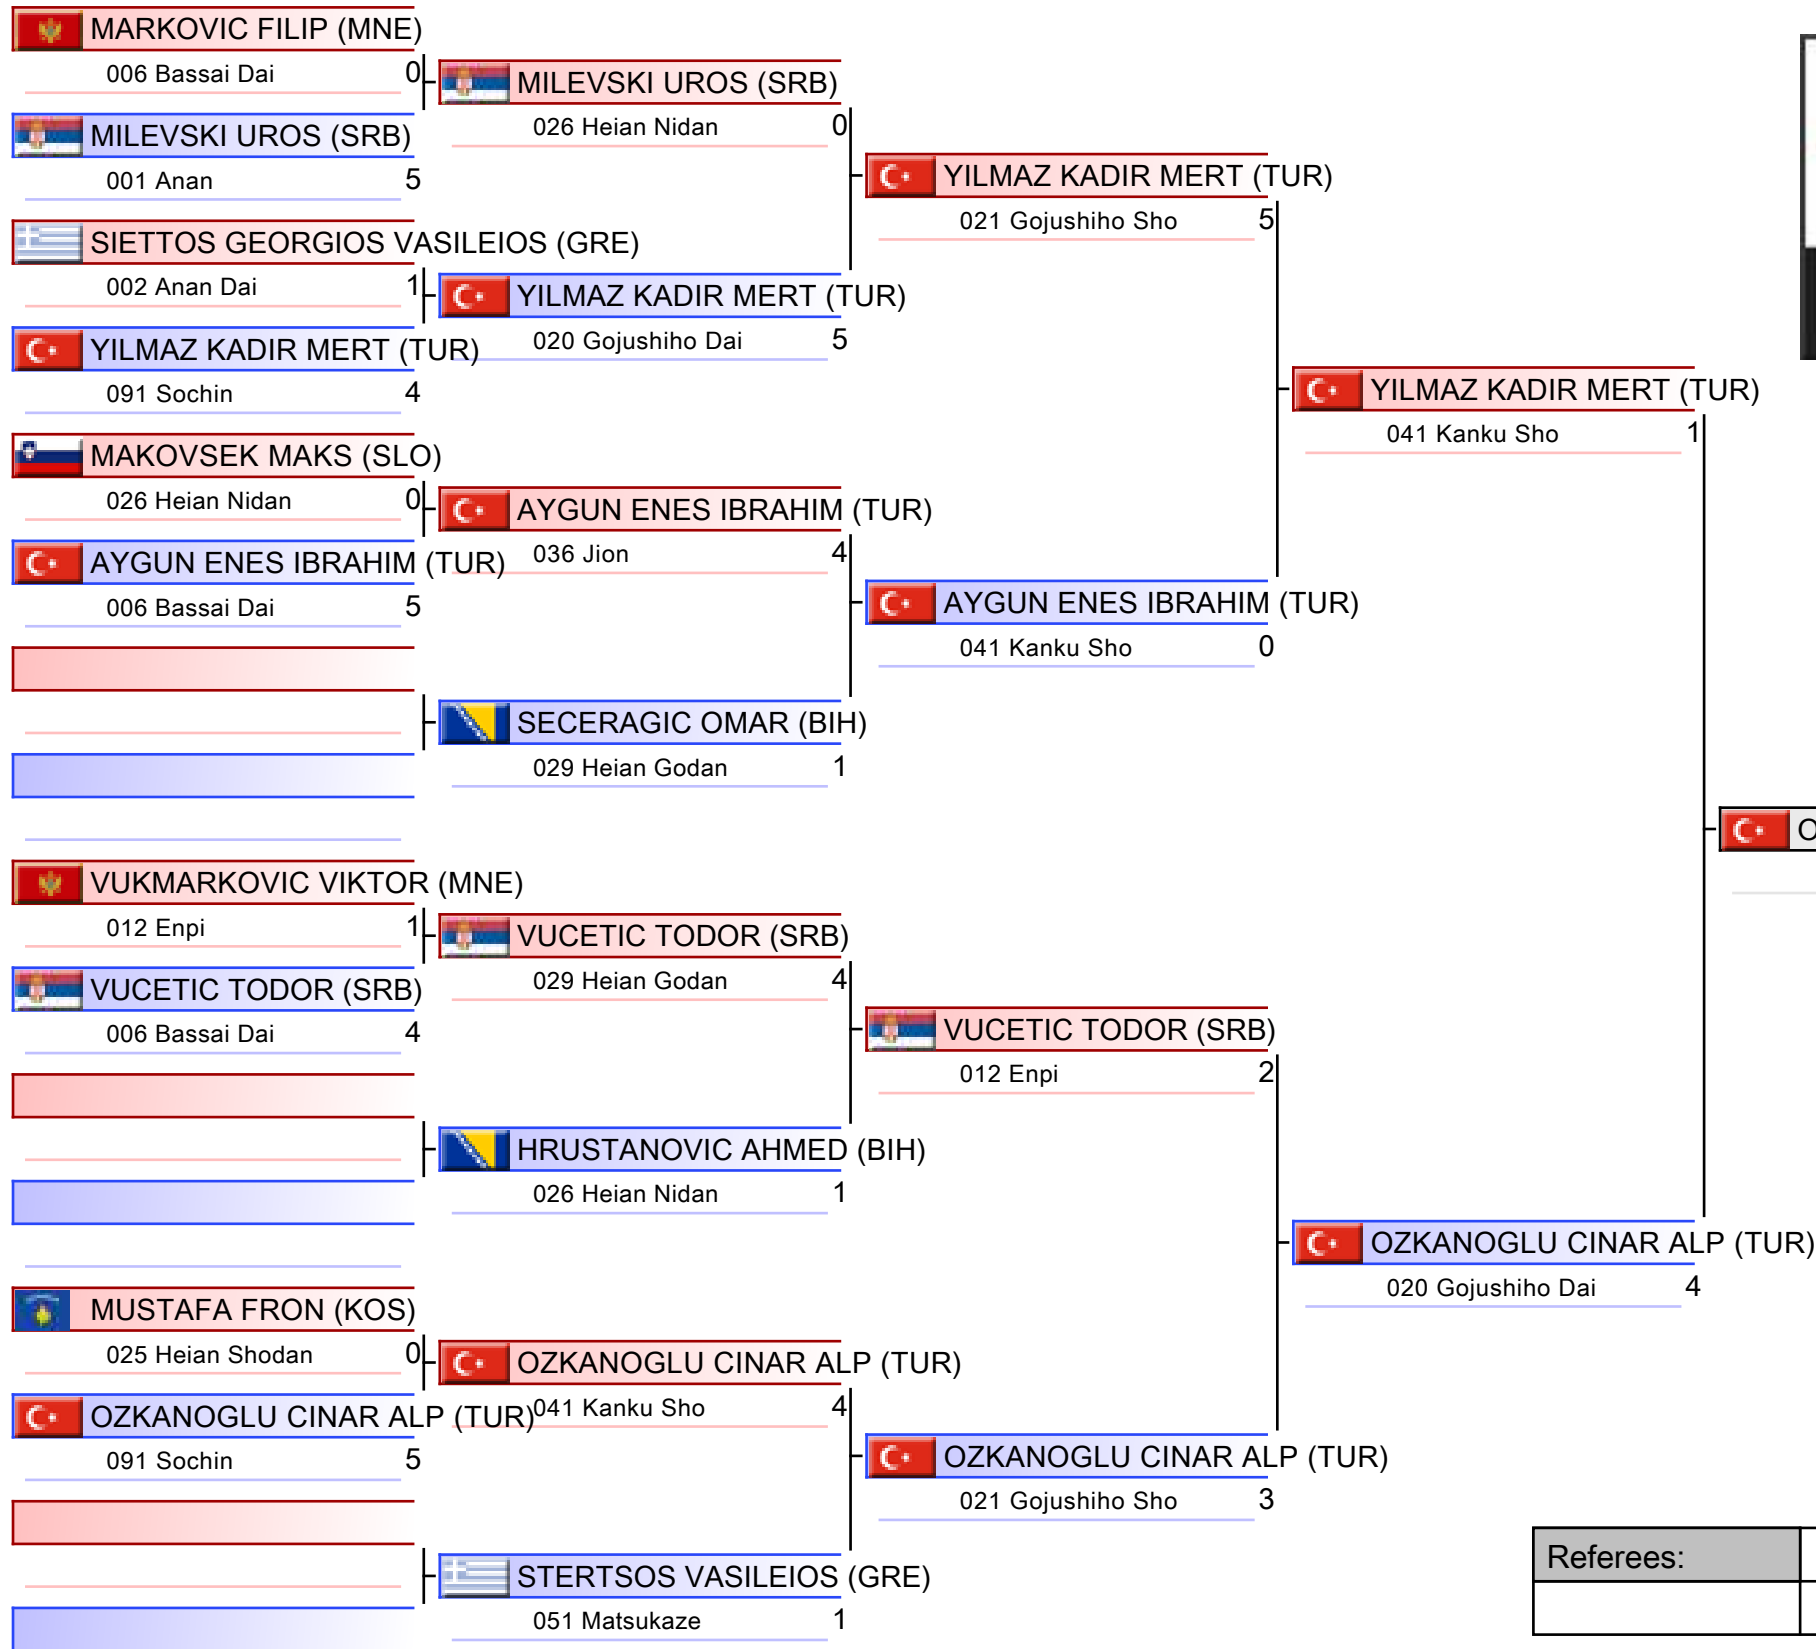 MARKOVIC FILIP (MNE)
006 Bassai Dai 0
MILEVSKI UROS (SRB)
001 Anan 5
SIETTOS GEORGIOS VASILEIOS (GRE)
002 Anan Dai 1
YILMAZ KADIR MERT (TUR)
091 Sochin 4
MAKOVSEK MAKS (SLO)
026 Heian Nidan 0
AYGUN ENES IBRAHIM (TUR)
006 Bassai Dai 5
VUKMARKOVIC VIKTOR (MNE)
012 Enpi 1
VUCETIC TODOR (SRB)
006 Bassai Dai 4
MUSTAFA FRON (KOS)
025 Heian Shodan 0
OZKANOGLU CINAR ALP (TUR)
091 Sochin 5
MILEVSKI UROS (SRB)
026 Heian Nidan 0
YILMAZ KADIR MERT (TUR)
020 Gojushiho Dai 5
AYGUN ENES IBRAHIM (TUR)
036 Jion 4
SECERAGIC OMAR (BIH)
029 Heian Godan 1
VUCETIC TODOR (SRB)
029 Heian Godan 4
HRUSTANOVIC AHMED (BIH)
026 Heian Nidan 1
OZKANOGLU CINAR ALP (TUR)
041 Kanku Sho 4
STERTSOS VASILEIOS (GRE)
051 Matsukaze 1
YILMAZ KADIR MERT (TUR)
021 Gojushiho Sho 5
AYGUN ENES IBRAHIM (TUR)
041 Kanku Sho 0
VUCETIC TODOR (SRB)
012 Enpi 2
OZKANOGLU CINAR ALP (TUR)
021 Gojushiho Sho 3
YILMAZ KADIR MERT (TUR)
041 Kanku Sho 1
OZKANOGLU CINAR ALP (TUR)
020 Gojushiho Dai 4
Referees: